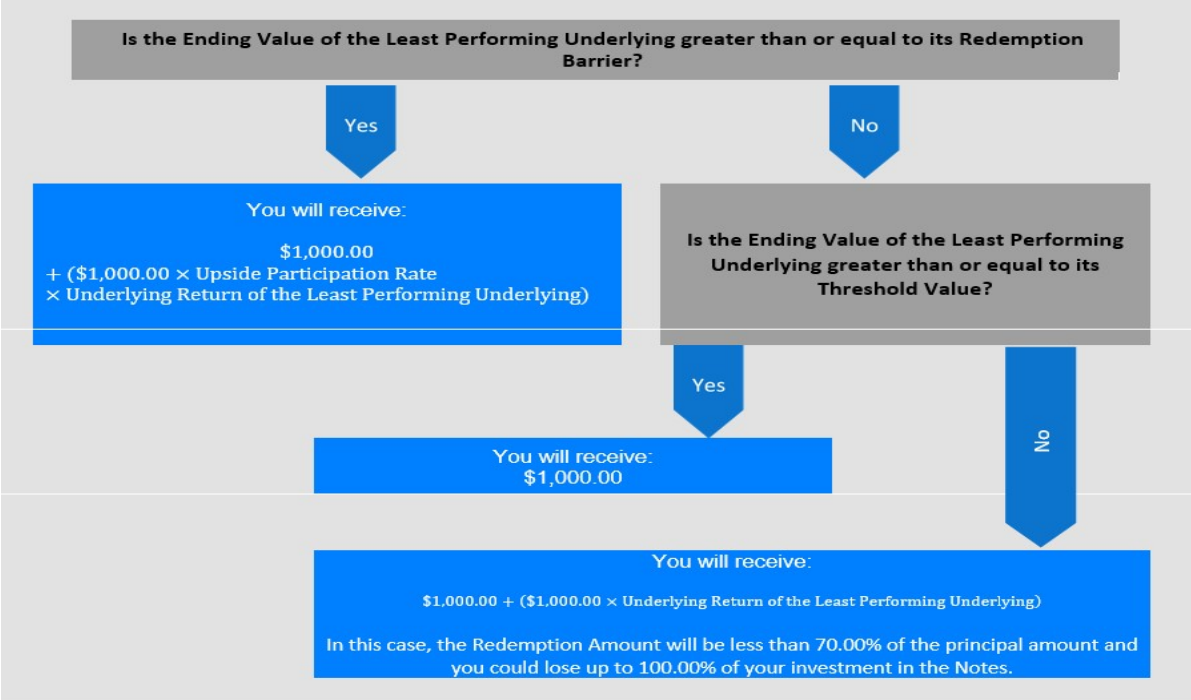 Is the Ending Value of the Least Performing Underlying greater than or equal to its Redemption
Barrier?
Yes
No
You will receive:
$1,000.00
+ ($1,000.00 × Upside Participation Rate
× Underlying Return of the Least Performing Underlying)
Is the Ending Value of the Least Performing
Underlying greater than or equal to its
Threshold Value?
Yes
No
You will receive:
$1,000.00
You will receive:
$1,000.00 + ($1,000.00 × Underlying Return of the Least Performing Underlying)
In this case, the Redemption Amount will be less than 70.00% of the principal amount and
you could lose up to 100.00% of your investment in the Notes.